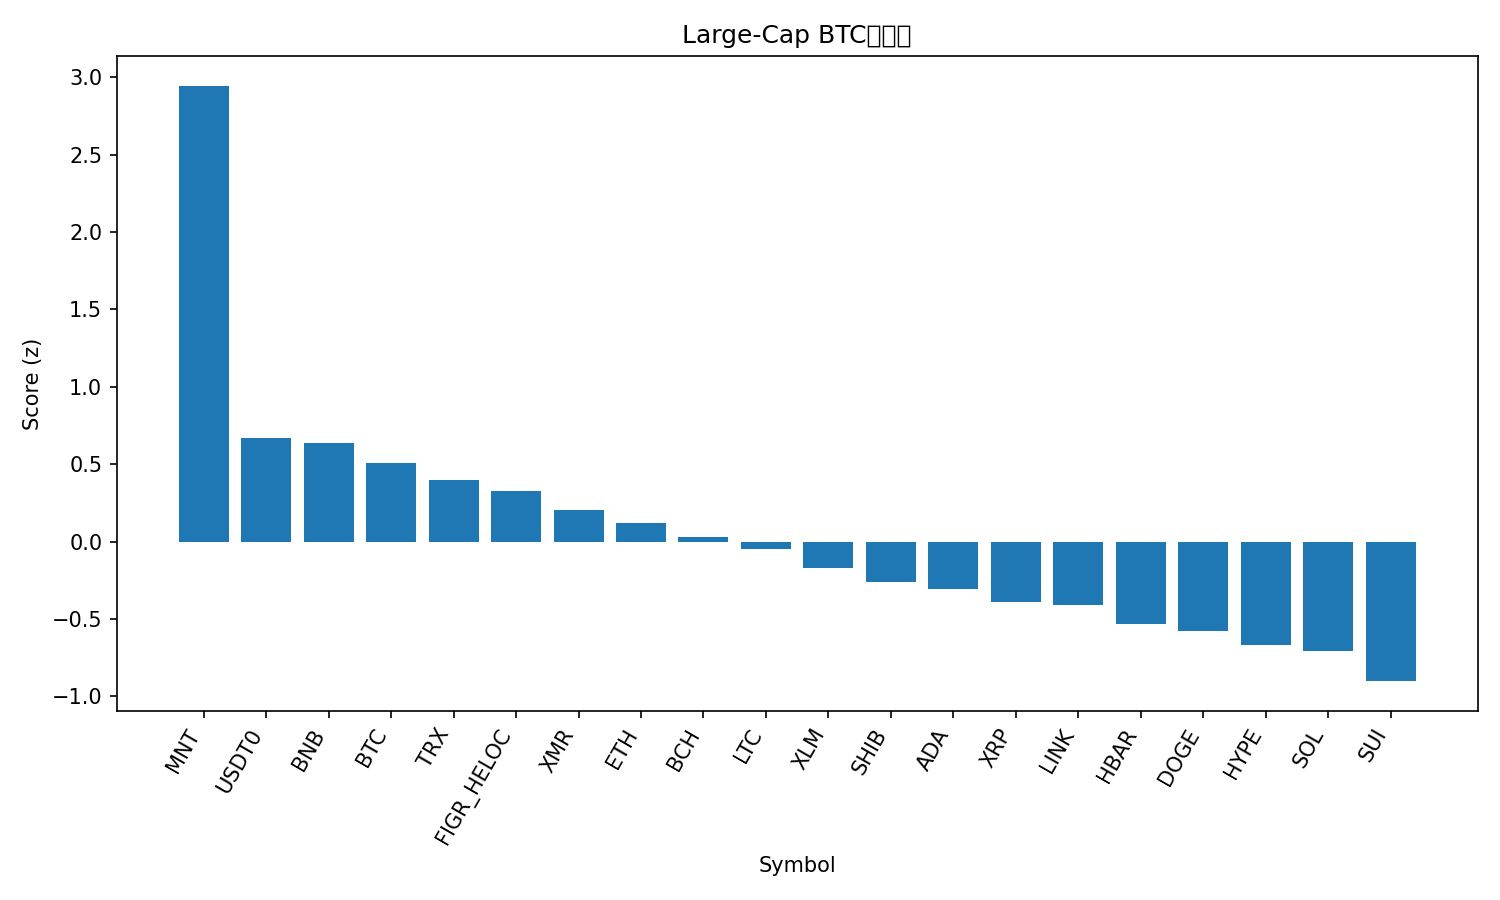 Large-Cap BTC
3.0
2.5
2.0
1.5
1.0
0.5
0.0
−0.5
−1.0
Score (z)
MNT
USDT0
BNB
BTC
TRX
FIGR_HELOC
XMR
ETH
BCH
LTC
XLM
SHIB
ADA
XRP
LINK
HBAR
DOGE
HYPE
SOL
SUI
Symbol